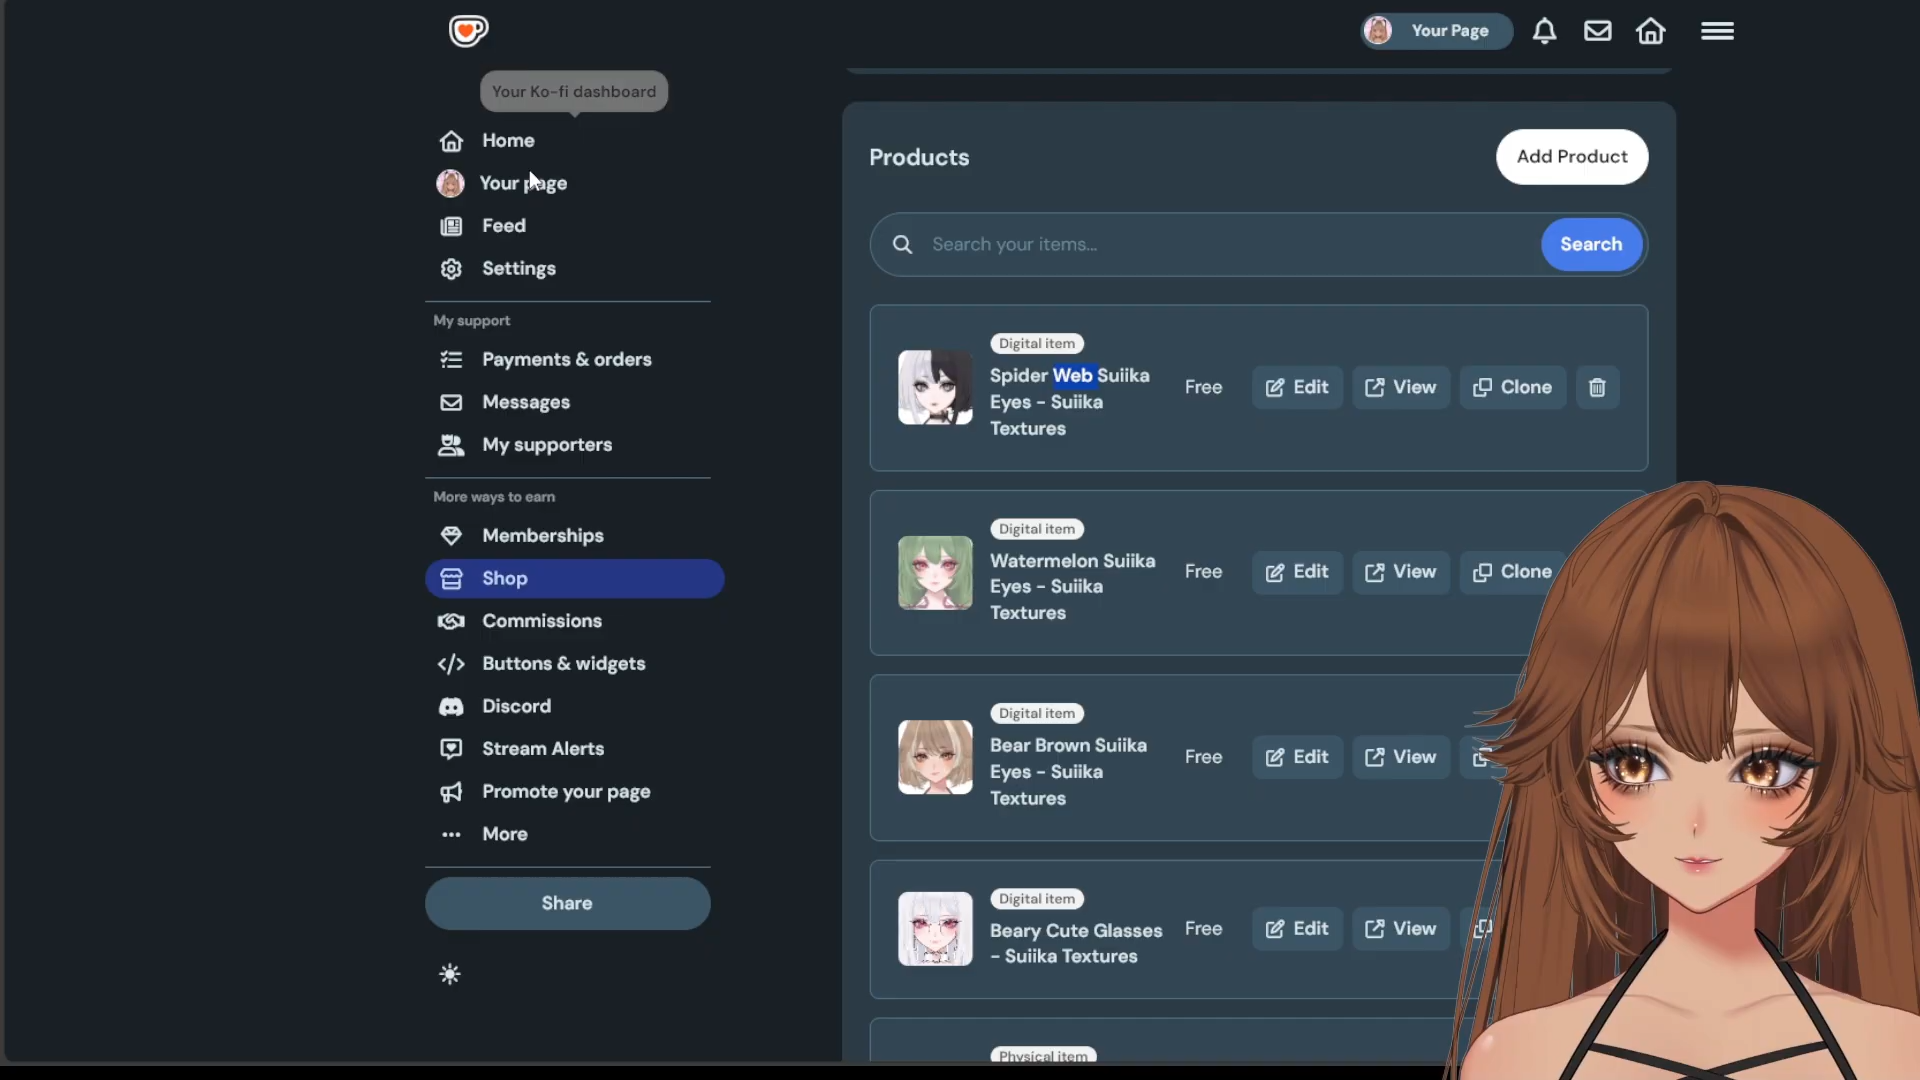 Your Page
Your Ko-fi dashboard
Home
Your page
Feed
Settings
My support
Payments & orders
Messages
My supporters
More ways to earn
Memberships
Shop
Commissions
Buttons & widgets
Discord
Stream Alerts
Promote your page
More
Share
Products
Add Product
Search your items...
Search
Digital item
Spider Web Suiika
Eyes - Suiika
Textures
Free
Edit
View
Clone
Digital item
Watermelon Suiika
Eyes - Suiika
Textures
Free
Edit
View
Clone
Digital item
Bear Brown Suiika
Eyes - Suiika
Textures
Free
Edit
View
Digital item
Beary Cute Glasses
- Suiika Textures
Free
Edit
View
Physical item